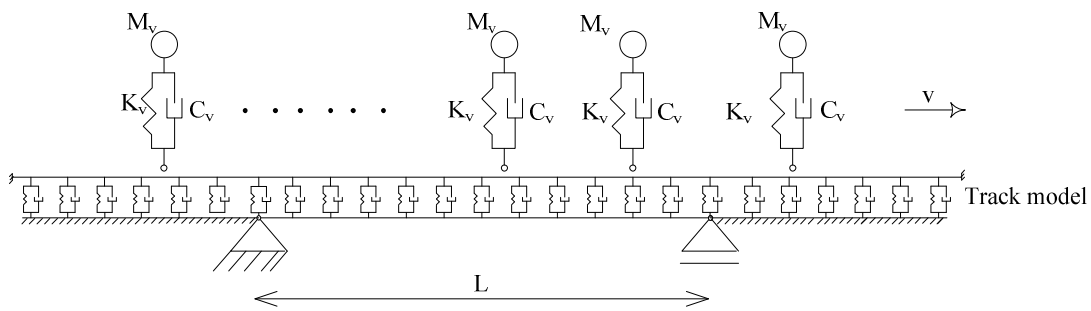 Mv Mv Mv Mv
Kv Cv Kv Cv Kv Cv Kv Cv v
Track model
L